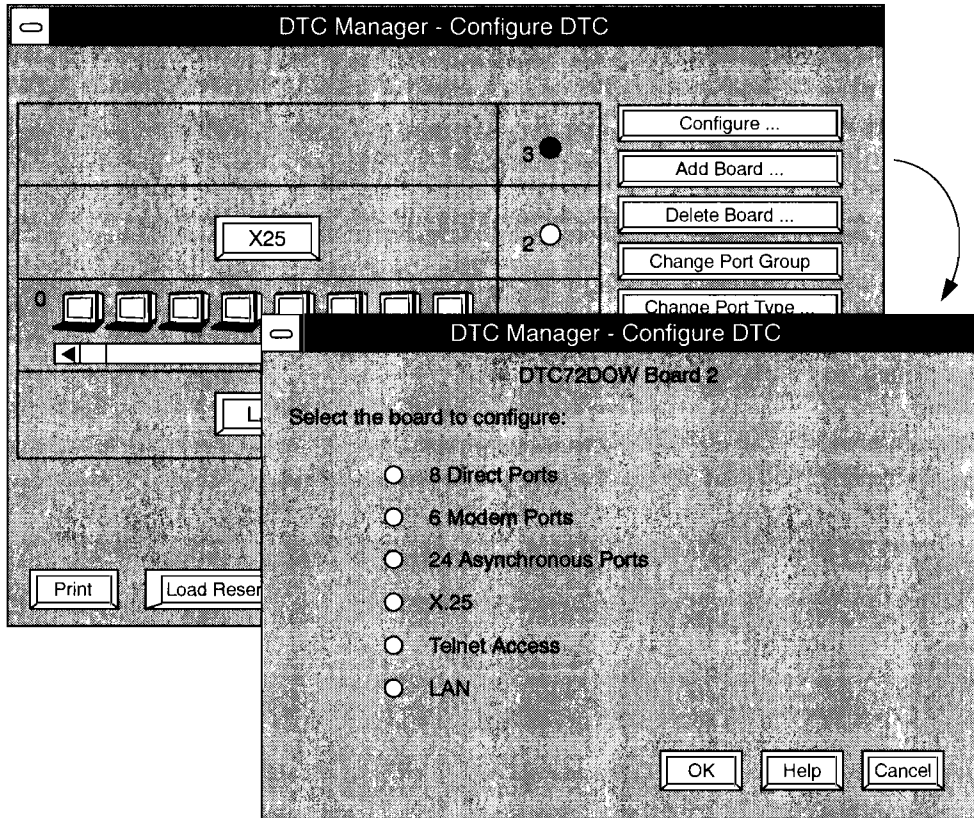 DTC Manager - Configure DTC
3
Configure ...
Add Board ...
X25
2
Delete Board ...
Change Port Group
0
Change Port Type ...
DTC Manager - Configure DTC
DTC72DOW Board 2
Select the board to configure:
8 Direct Ports
6 Modem Ports
24 Asynchronous Ports
X.25
Telnet Access
LAN
Print
Load Reser
OK
Help
Cancel